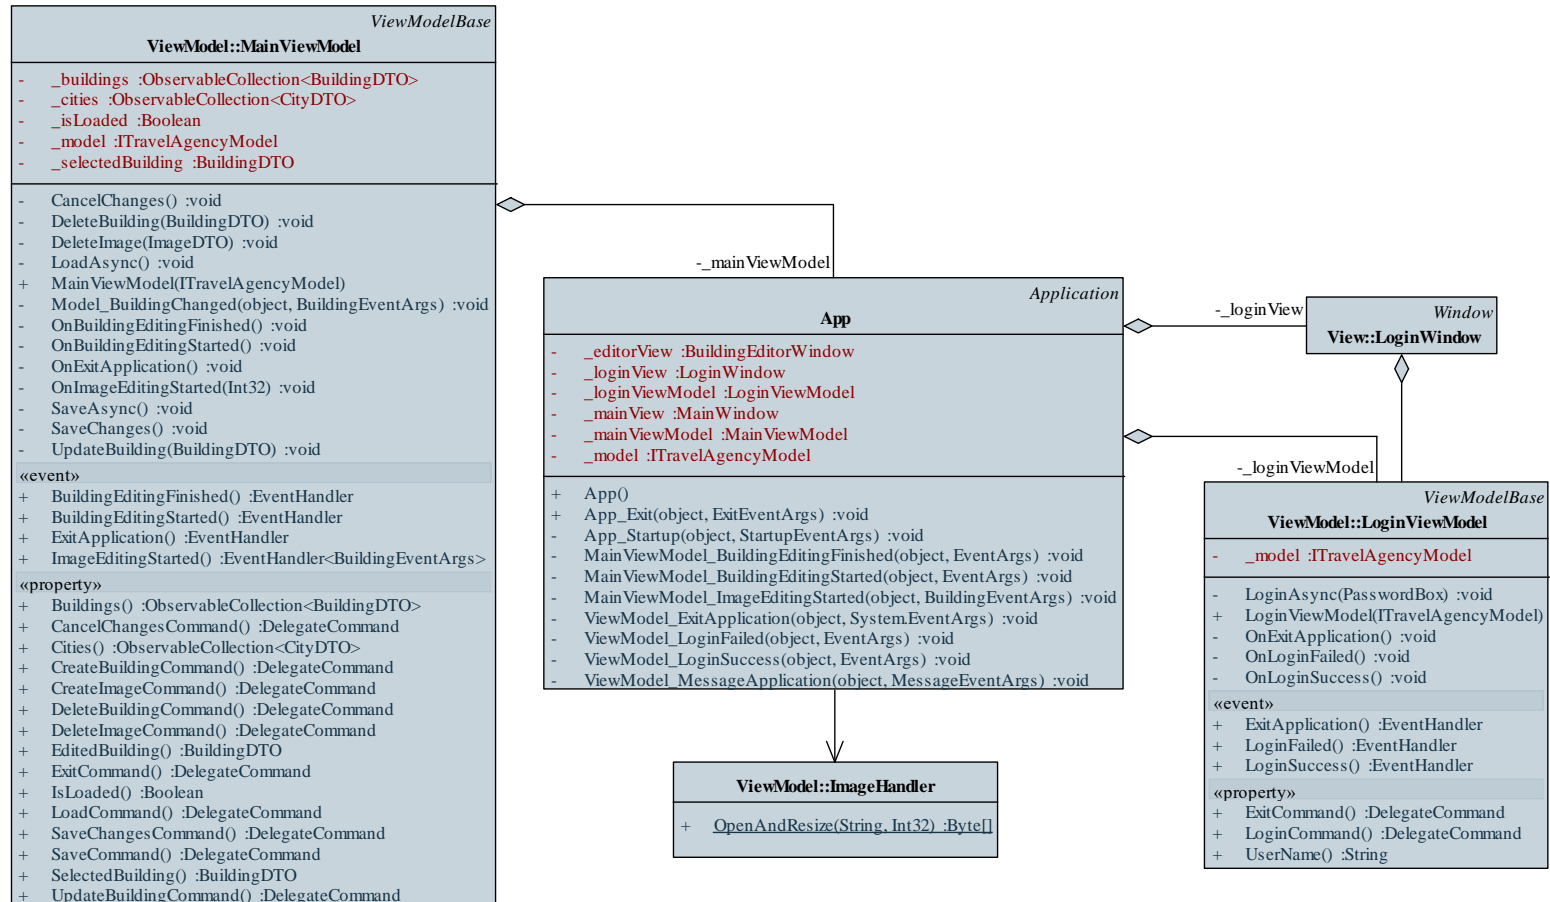 ViewModelBase
ViewModel::MainViewModel
- _buildings :ObservableCollection<BuildingDTO>
- _cities :ObservableCollection<CityDTO>
- _isLoaded :Boolean
- _model :ITravelAgencyModel
- _selectedBuilding :BuildingDTO
- CancelChanges() :void
- DeleteBuilding(BuildingDTO) :void
- DeleteImage(ImageDTO) :void
- LoadAsync() :void
+ MainViewModel(ITravelAgencyModel)
- Model_BuildingChanged(object, BuildingEventArgs) :void
- OnBuildingEditingFinished() :void
- OnBuildingEditingStarted() :void
- OnExitApplication() :void
- OnImageEditingStarted(Int32) :void
- SaveAsync() :void
- SaveChanges() :void
- UpdateBuilding(BuildingDTO) :void
«event»
+ BuildingEditingFinished() :EventHandler
+ BuildingEditingStarted() :EventHandler
+ ExitApplication() :EventHandler
+ ImageEditingStarted() :EventHandler<BuildingEventArgs>
«property»
+ Buildings() :ObservableCollection<BuildingDTO>
+ CancelChangesCommand() :DelegateCommand
+ Cities() :ObservableCollection<CityDTO>
+ CreateBuildingCommand() :DelegateCommand
+ CreateImageCommand() :DelegateCommand
+ DeleteBuildingCommand() :DelegateCommand
+ DeleteImageCommand() :DelegateCommand
+ EditedBuilding() :BuildingDTO
+ ExitCommand() :DelegateCommand
+ IsLoaded() :Boolean
+ LoadCommand() :DelegateCommand
+ SaveChangesCommand() :DelegateCommand
+ SaveCommand() :DelegateCommand
+ SelectedBuilding() :BuildingDTO
+ UpdateBuildingCommand() :DelegateCommand
-_mainViewModel
Application
App
- _editorView :BuildingEditorWindow
- _loginView :LoginWindow
- _loginViewModel :LoginViewModel
- _mainView :MainWindow
- _mainViewModel :MainViewModel
- _model :ITravelAgencyModel
+ App()
+ App_Exit(object, ExitEventArgs) :void
- App_Startup(object, StartupEventArgs) :void
- MainViewModel_BuildingEditingFinished(object, EventArgs) :void
- MainViewModel_BuildingEditingStarted(object, EventArgs) :void
- MainViewModel_ImageEditingStarted(object, BuildingEventArgs) :void
- ViewModel_ExitApplication(object, System.EventArgs) :void
- ViewModel_LoginFailed(object, EventArgs) :void
- ViewModel_LoginSuccess(object, EventArgs) :void
- ViewModel_MessageApplication(object, MessageEventArgs) :void
ViewModel::ImageHandler
+ OpenAndResize(String, Int32) :Byte[]
-_loginView
Window
View::LoginWindow
-_loginViewModel
ViewModelBase
ViewModel::LoginViewModel
- _model :ITravelAgencyModel
- LoginAsync(PasswordBox) :void
+ LoginViewModel(ITravelAgencyModel)
- OnExitApplication() :void
- OnLoginFailed() :void
- OnLoginSuccess() :void
«event»
+ ExitApplication() :EventHandler
+ LoginFailed() :EventHandler
+ LoginSuccess() :EventHandler
«property»
+ ExitCommand() :DelegateCommand
+ LoginCommand() :DelegateCommand
+ UserName() :String